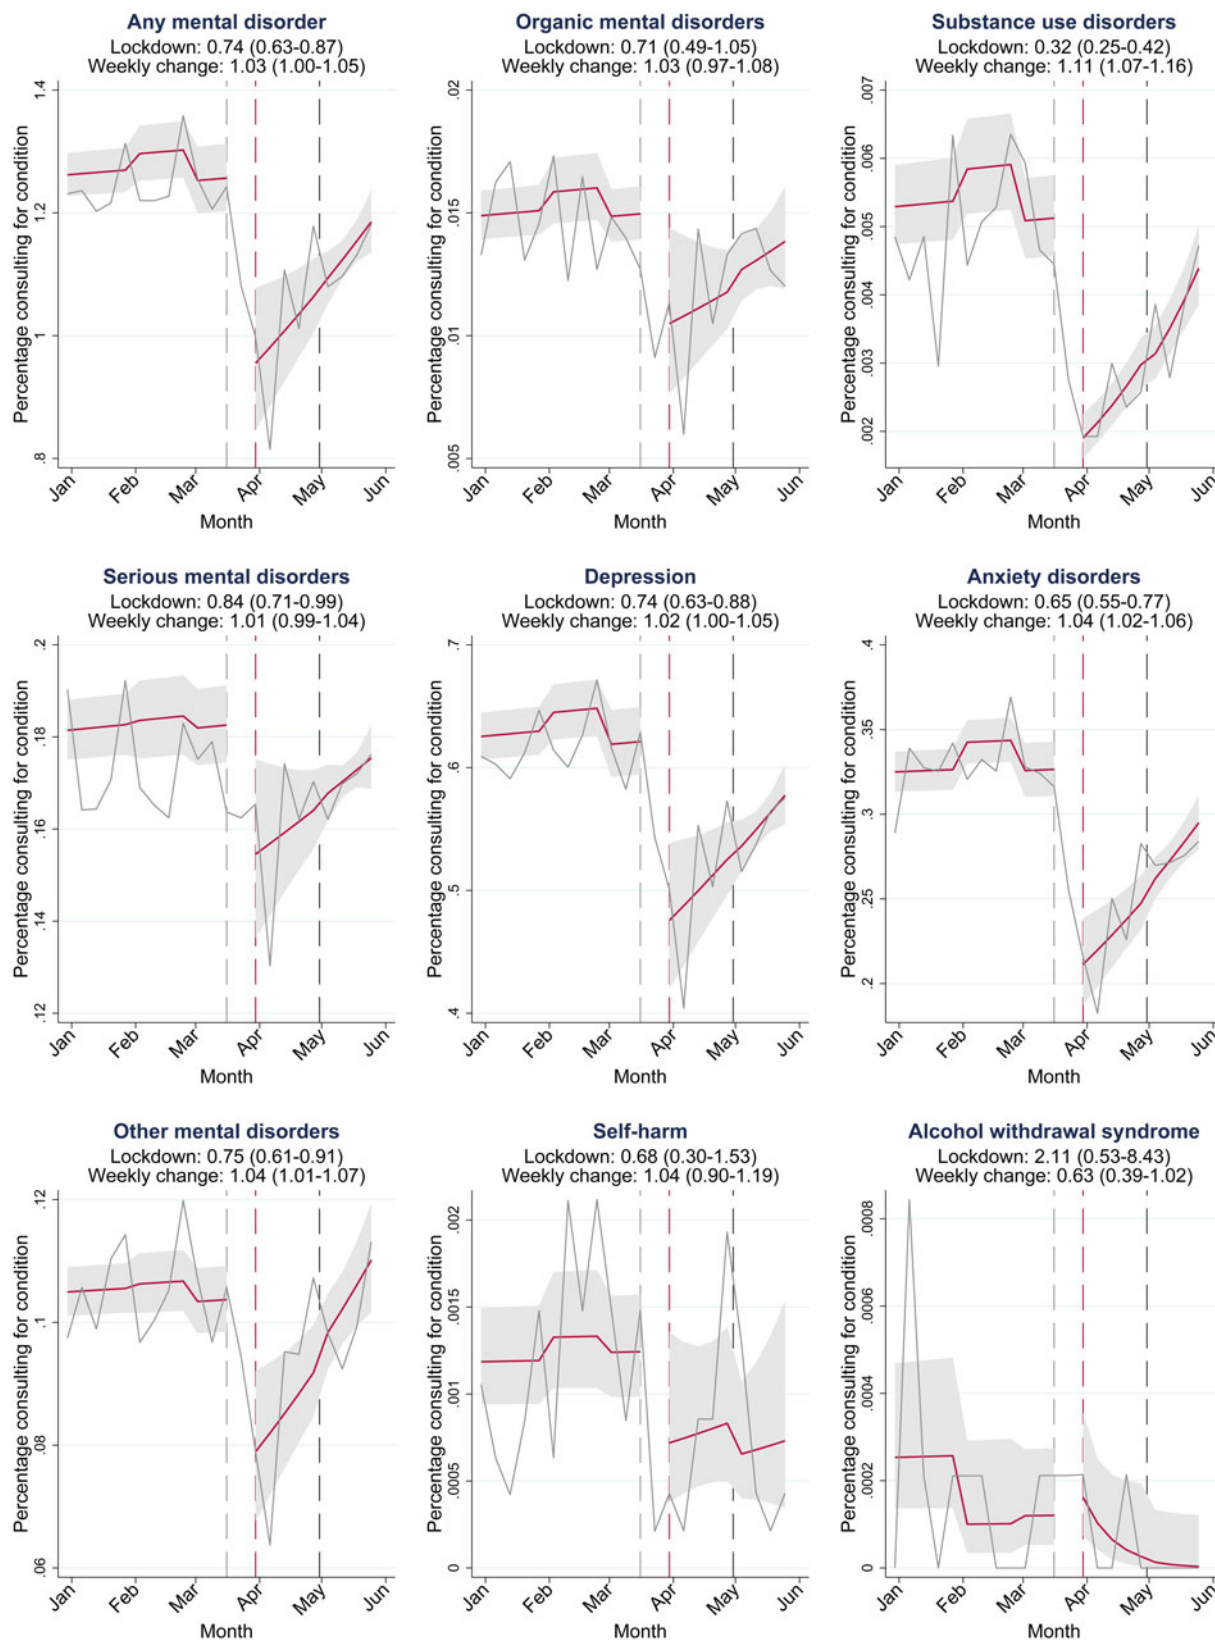 Any mental disorder
Lockdown: 0.74 (0.63-0.87)
Weekly change: 1.03 (1.00-1.05)
Percentage consulting for condition
1.4
1.2
1
.8
Jan
Feb
Mar
Apr
May
Jun
Month
Organic mental disorders
Lockdown: 0.71 (0.49-1.05)
Weekly change: 1.03 (0.97-1.08)
Percentage consulting for condition
.02
.015
.01
.005
Jan
Feb
Mar
Apr
May
Jun
Month
Substance use disorders
Lockdown: 0.32 (0.25-0.42)
Weekly change: 1.11 (1.07-1.16)
Percentage consulting for condition
.007
.006
.005
.004
.003
.002
Jan
Feb
Mar
Apr
May
Jun
Month
Serious mental disorders
Lockdown: 0.84 (0.71-0.99)
Weekly change: 1.01 (0.99-1.04)
Percentage consulting for condition
.2
.18
.16
.14
.12
Jan
Feb
Mar
Apr
May
Jun
Month
Depression
Lockdown: 0.74 (0.63-0.88)
Weekly change: 1.02 (1.00-1.05)
Percentage consulting for condition
.7
.6
.5
.4
Jan
Feb
Mar
Apr
May
Jun
Month
Anxiety disorders
Lockdown: 0.65 (0.55-0.77)
Weekly change: 1.04 (1.02-1.06)
Percentage consulting for condition
.4
.35
.3
.25
.2
Jan
Feb
Mar
Apr
May
Jun
Month
Other mental disorders
Lockdown: 0.75 (0.61-0.91)
Weekly change: 1.04 (1.01-1.07)
Percentage consulting for condition
.12
.1
.08
.06
Jan
Feb
Mar
Apr
May
Jun
Month
Self-harm
Lockdown: 0.68 (0.30-1.53)
Weekly change: 1.04 (0.90-1.19)
Percentage consulting for condition
.002
.0015
.001
.0005
0
Jan
Feb
Mar
Apr
May
Jun
Month
Alcohol withdrawal syndrome
Lockdown: 2.11 (0.53-8.43)
Weekly change: 0.63 (0.39-1.02)
Percentage consulting for condition
.0008
.0006
.0004
.0002
0
Jan
Feb
Mar
Apr
May
Jun
Month